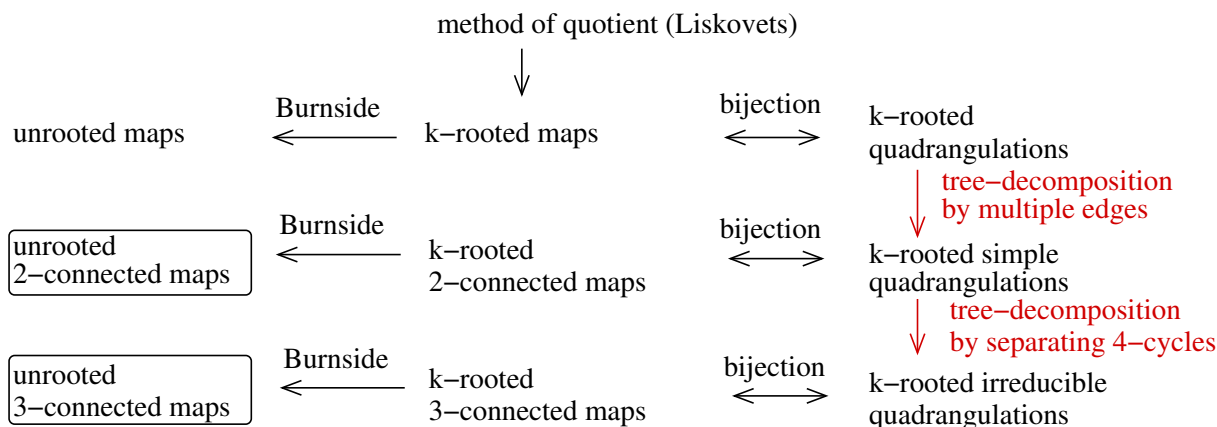 method of quotient (Liskovets)
Burnside
bijection
unrooted maps
k−rooted maps
k−rooted
quadrangulations
tree−decomposition
by multiple edges
Burnside
bijection
unrooted
2−connected maps
k−rooted
2−connected maps
k−rooted simple
quadrangulations
tree−decomposition
by separating 4−cycles
Burnside
bijection
unrooted
3−connected maps
k−rooted
3−connected maps
k−rooted irreducible
quadrangulations